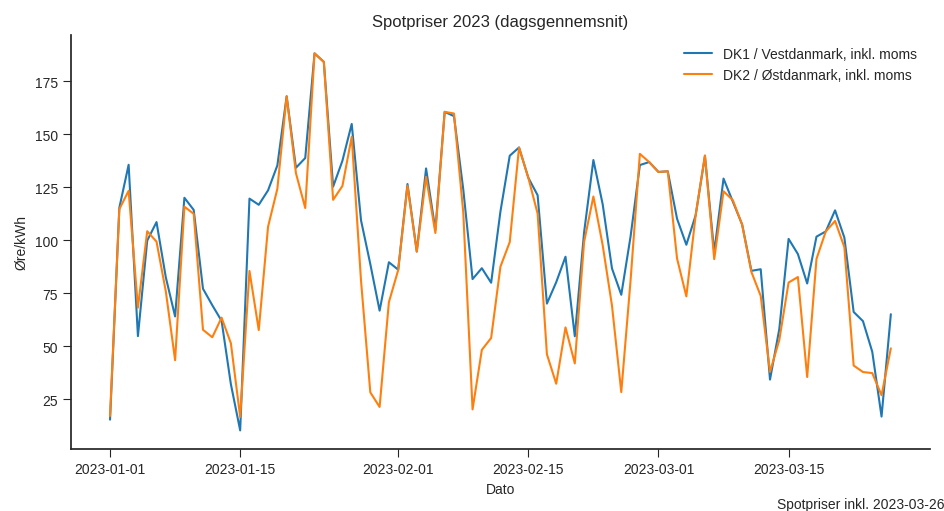 Spotpriser 2023 (dagsgennemsnit)
DK1 / Vestdanmark, inkl. moms
DK2 / Østdanmark, inkl. moms
Øre/kWh
175
150
125
100
75
50
25
2023-01-01
2023-01-15
2023-02-01
2023-02-15
2023-03-01
2023-03-15
Dato
Spotpriser inkl. 2023-03-26